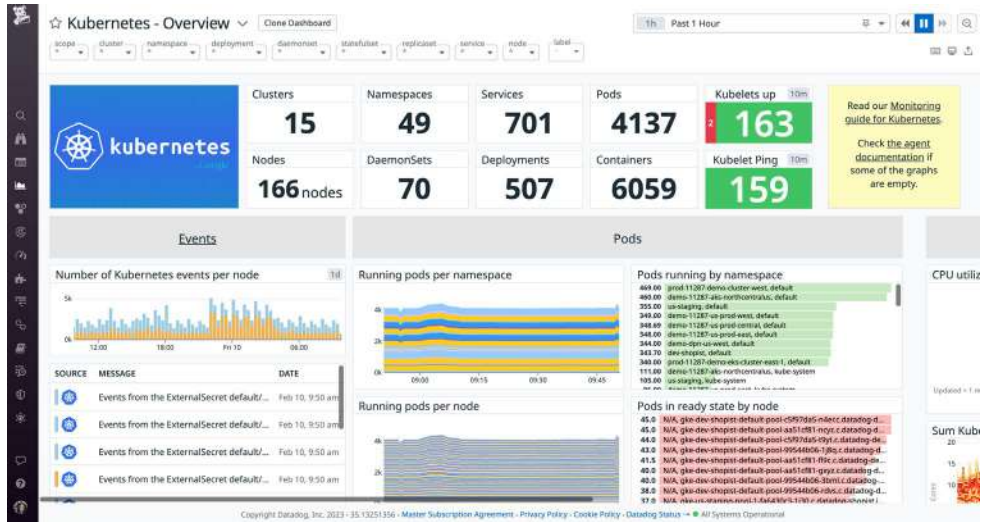 Kubernetes - Overview
Clone Dashboard
1h Past 1 Hour
scope
*
cluster
*
namespace
*
deployment
*
daemonset
*
statefulset
*
replicaset
*
service
*
node
*
label
kubernetes
Clusters
15
Namespaces
49
Services
701
Pods
4137
Kubelets up 10m
2 163
Nodes
166 nodes
DaemonSets
70
Deployments
507
Containers
6059
Kubelet Ping 10m
159
Read our Monitoring
guide for Kubernetes.
Check the agent
documentation if
some of the graphs
are empty.
Events
Pods
Number of Kubernetes events per node 1d
5k
0k
12:00 18:00 Fri 10 06:00
SOURCE MESSAGE DATE
Events from the ExternalSecret default/... Feb 10, 9:50 am
Events from the ExternalSecret default/... Feb 10, 9:50 am
Events from the ExternalSecret default/... Feb 10, 9:50 am
Events from the ExternalSecret default/... Feb 10, 9:50 am
Running pods per namespace
4k
2k
0k
09:00 09:15 09:30 09:45
Running pods per node
4k
2k
Pods running by namespace
469.00 prod-11287-demo-cluster-west, default
460.00 demo-11287-aks-northcentralus, default
355.00 us-staging, default
349.00 demo-11287-us-prod-west, default
348.69 demo-11287-us-prod-central, default
348.00 demo-11287-us-prod-east, default
344.00 demo-dpn-us-west, default
343.70 dev-shopist, default
340.00 prod-11287-demo-eks-cluster-east-1, default
111.00 demo-11287-aks-northcentralus, kube-system
105.00 us-staging, kube-system
Pods in ready state by node
45.0 N/A, gke-dev-shopist-default-pool-c5f97da5-n4erc.datadog-d...
45.0 N/A, gke-dev-shopist-default-pool-aa51cf81-ncyr.c.datadog-d...
44.0 N/A, gke-dev-shopist-default-pool-c5f97da5-t9yt.c.datadog-de...
43.0 N/A, gke-dev-shopist-default-pool-99544b06-1j8q.c.datadog-d...
41.5 N/A, gke-dev-shopist-default-pool-aa51cf81-ff9c.c.datadog-de...
40.0 N/A, gke-dev-shopist-default-pool-aa51cf81-gxyz.c.datadog-d...
40.0 N/A, gke-dev-shopist-default-pool-99544b06-3bml.c.datadog-d...
38.0 N/A, gke-dev-shopist-default-pool-99544b06-rdvs.c.datadog-d...
37.0
CPU utiliz
Updated < 1 m
Sum Kube
20
15
10
Cores
Copyright Datadog, Inc. 2023 - 35.13251356 - Master Subscription Agreement - Privacy Policy - Cookie Policy - Datadog Status → All Systems Operational